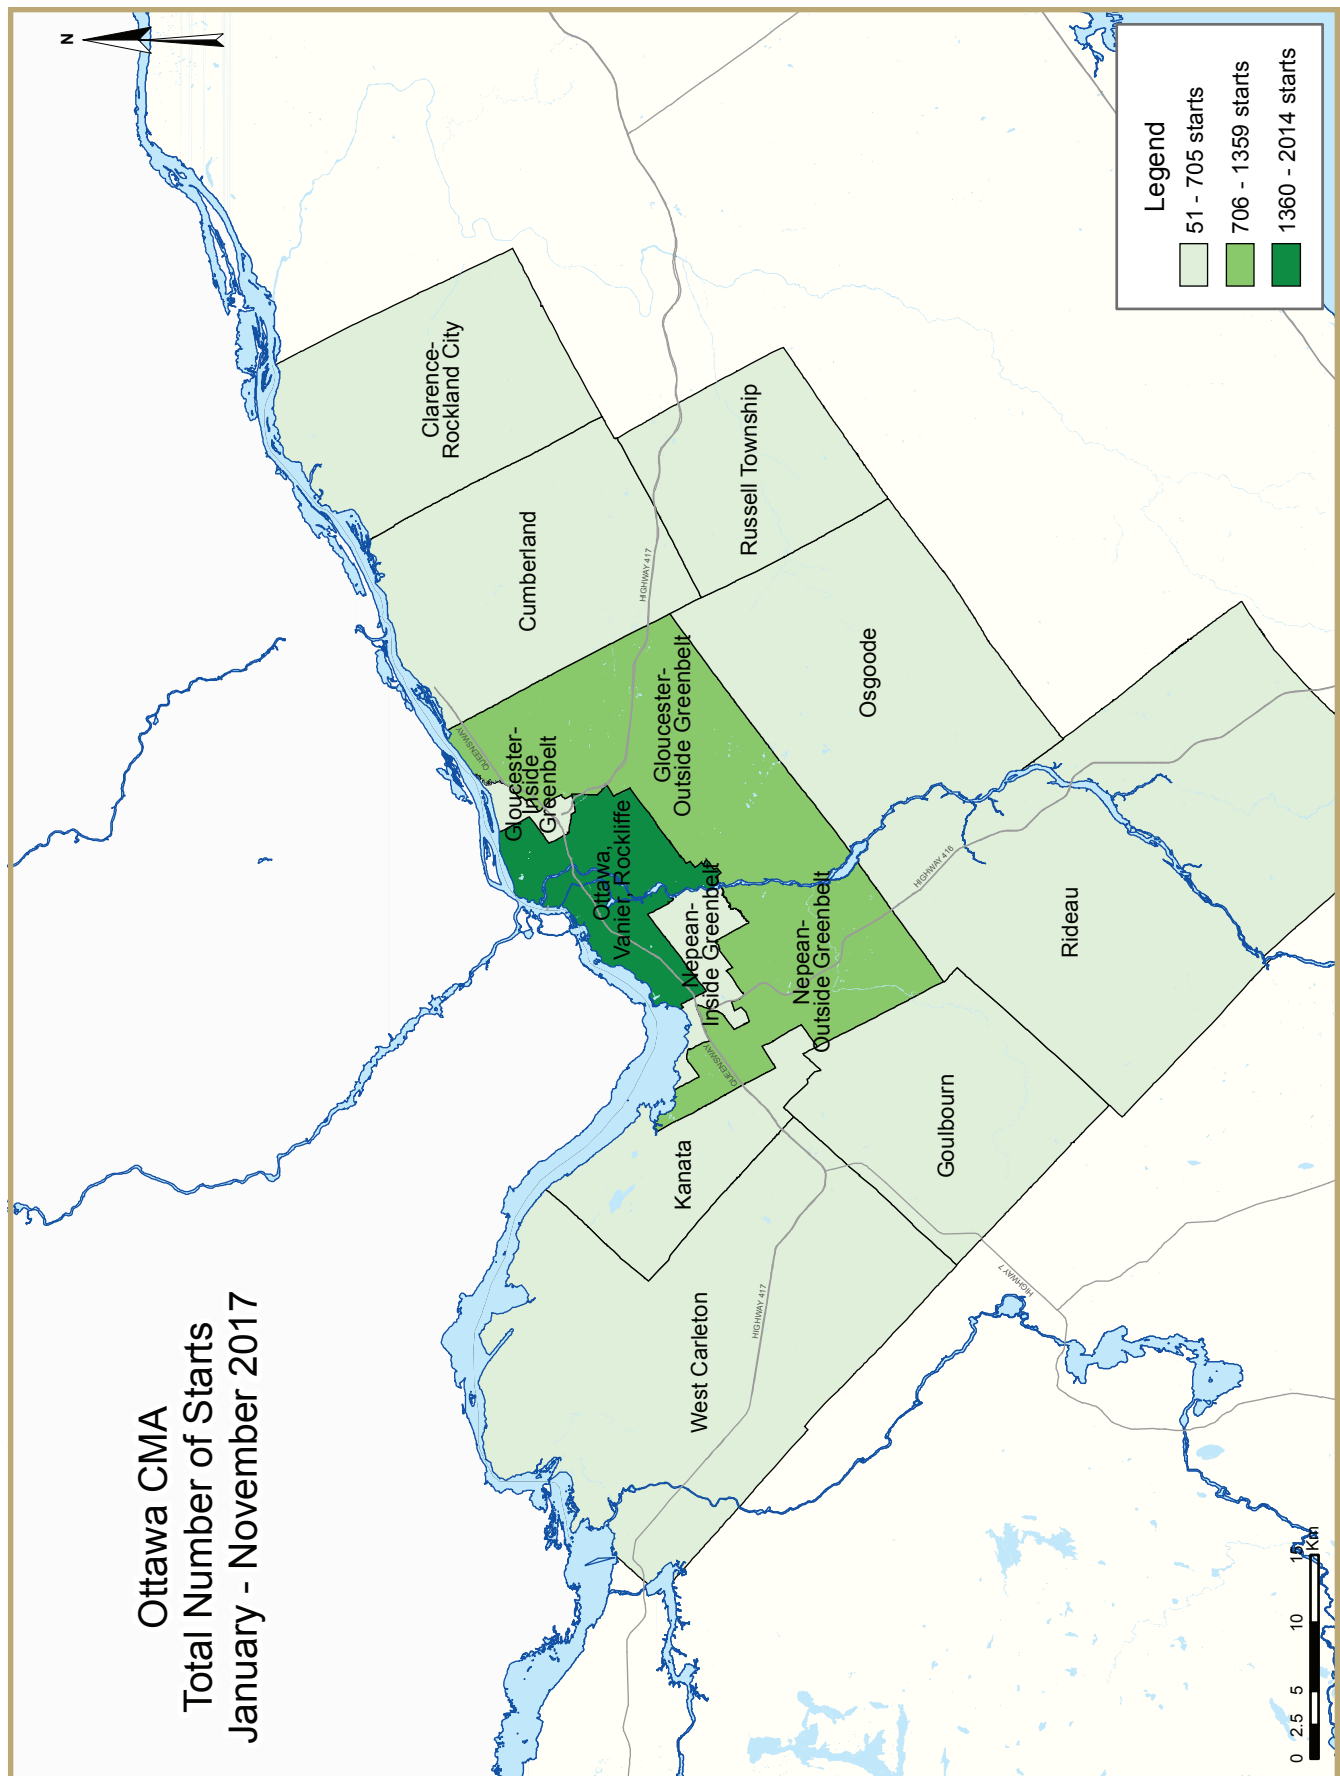 Ottawa CMA
Total Number of Starts
January - November 2017
N
Clarence-
Rockland City
Cumberland
Russell Township
HIGHWAY 417
QUEENSWAY
Gloucester-
Inside
Greenbelt
Gloucester-
Outside Greenbelt
Osgoode
Ottawa,
Vanier, Rockliffe
Nepean-
Inside Greenbelt
Nepean-
Outside Greenbelt
QUEENSWAY
HIGHWAY 416
Rideau
Kanata
Goulbourn
West Carleton
HIGHWAY 417
HIGHWAY 7
Legend
51 - 705 starts
706 - 1359 starts
1360 - 2014 starts
0 2.5 5 10 15
Km